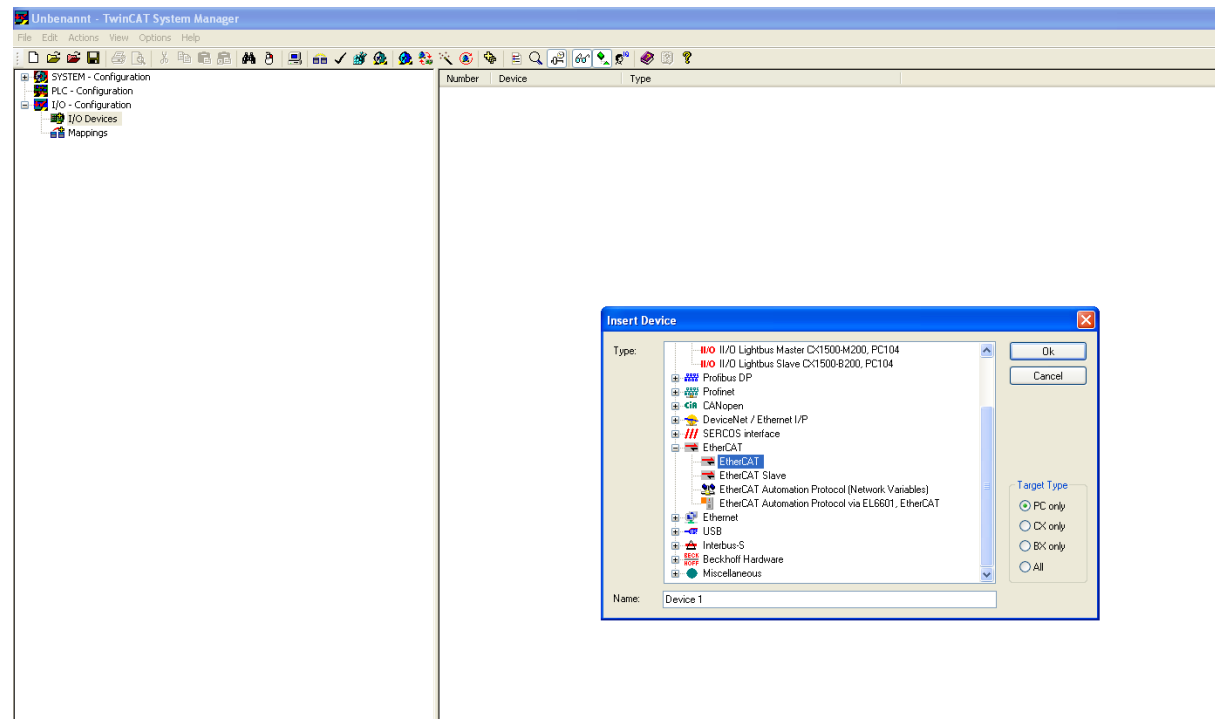 Unbenannt - TwinCAT System Manager
File Edit Actions View Options Help
SYSTEM - Configuration
PLC - Configuration
I/O - Configuration
I/O Devices
Mappings
Number Device Type
Insert Device
Type:
II/O II/O Lightbus Master CX1500-M200, PC104
II/O II/O Lightbus Slave CX1500-B200, PC104
Profibus DP
Profinet
CiA CANopen
DeviceNet / Ethernet I/P
SERCOS interface
EtherCAT
EtherCAT
EtherCAT Slave
EtherCAT Automation Protocol (Network Variables)
EtherCAT Automation Protocol via EL6601, EtherCAT
Ethernet
USB
Interbus-S
BECKHOFF Beckhoff Hardware
Miscellaneous
Ok
Cancel
Target Type
PC only
CX only
BX only
All
Name: Device 1